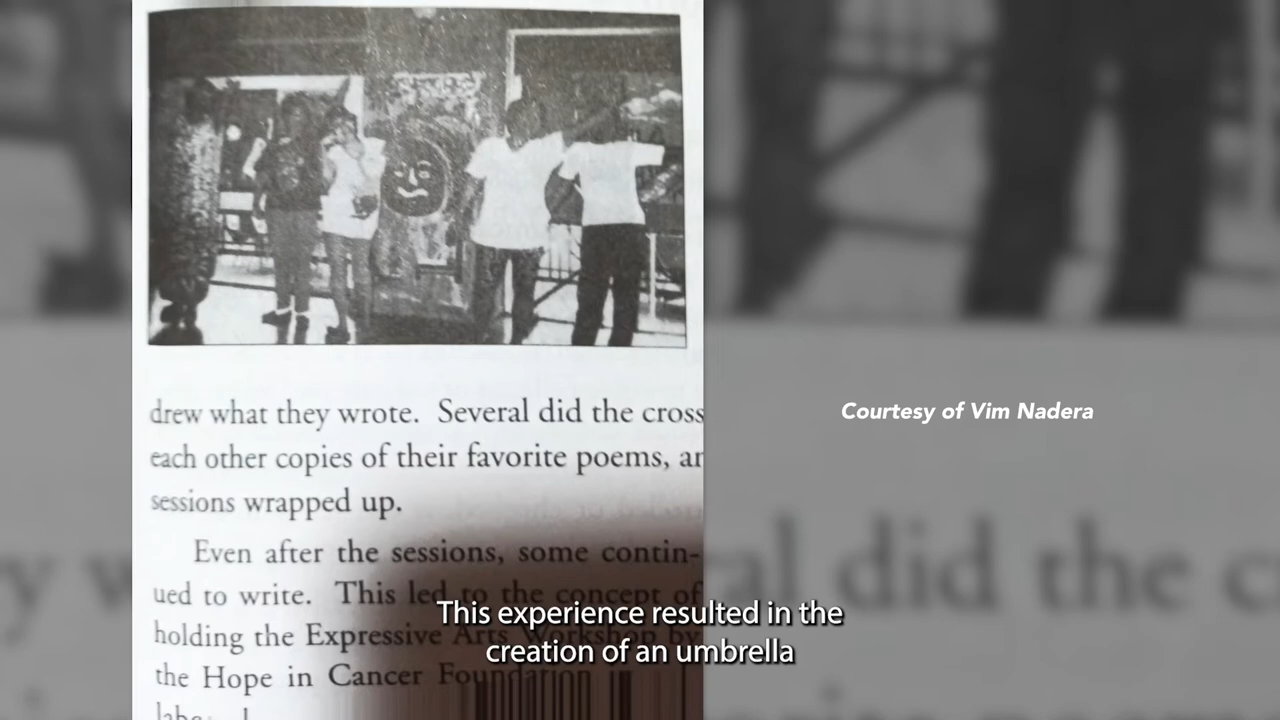 drew what they wrote. Several did the cross
each other copies of their favorite poems, an
sessions wrapped up.
Even after the sessions, some contin-
ued to write. This led to the concept of
holding the Expressive Arts Workshop by
the Hope in Cancer Foundation
Courtesy of Vim Nadera
This experience resulted in the
creation of an umbrella